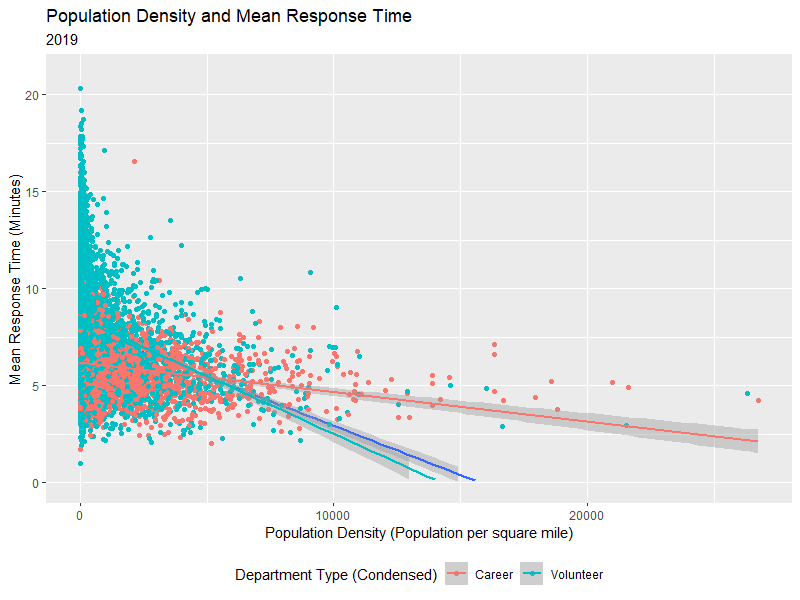 Population Density and Mean Response Time
2019
20
15
10
5
0
Mean Response Time (Minutes)
0 10000 20000
Population Density (Population per square mile)
Department Type (Condensed) Career Volunteer